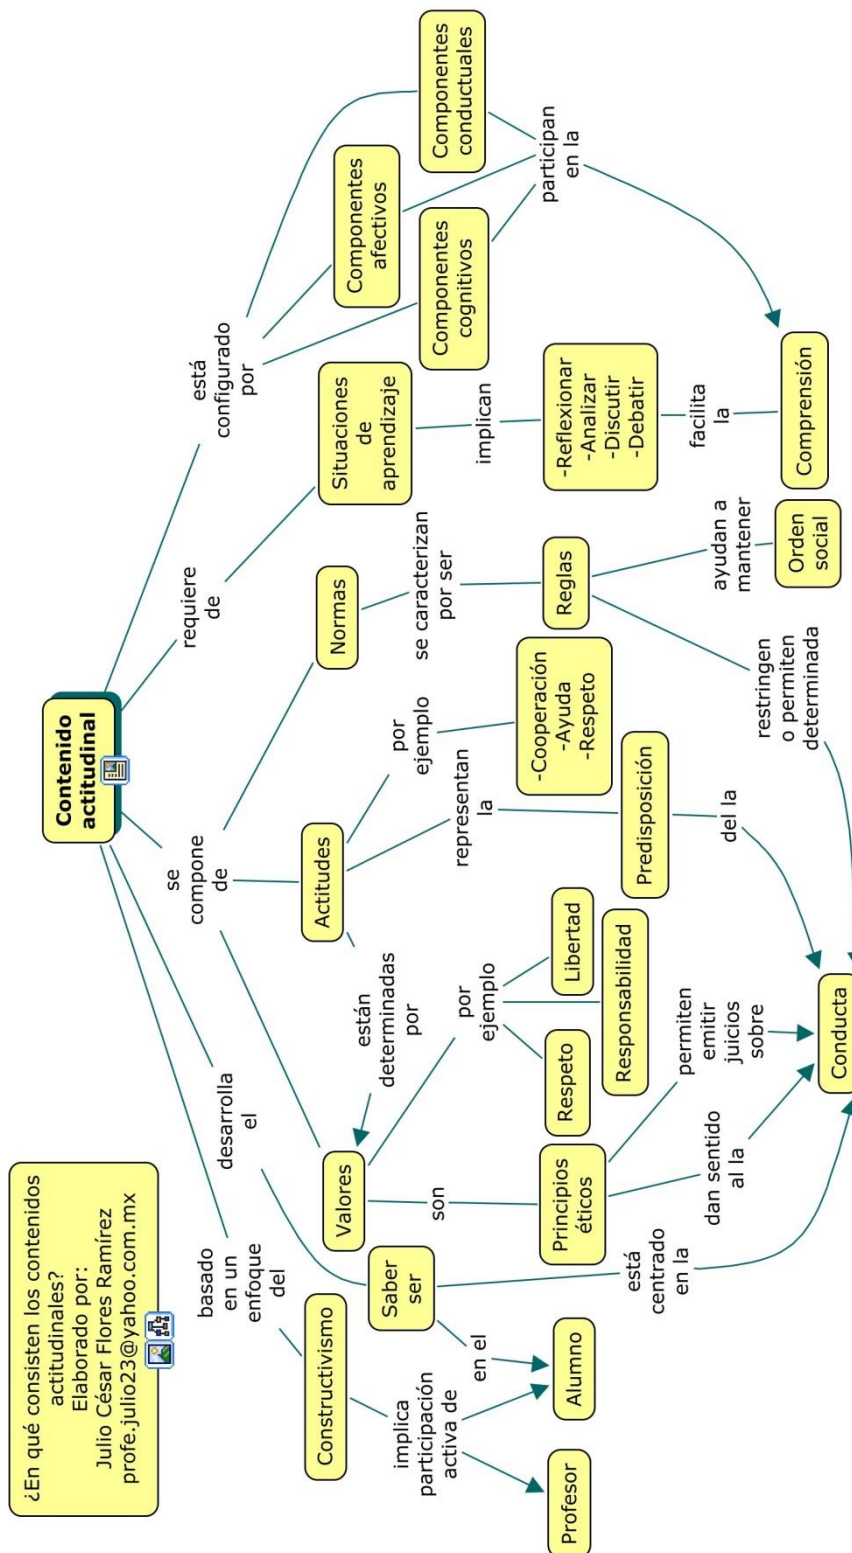 ¿En qué consisten los contenidos
actitudinales?
Elaborado por:
Julio César Flores Ramírez
profe.julio23@yahoo.com.mx
Contenido
actitudinal
basado
en un
enfoque
del
desarrolla
el
se
compone
de
requiere
de
está
configurado
por
Constructivismo
implica
participación
activa de
Profesor
Alumno
Saber
ser
en el
está
centrado
en la
Valores
son
Principios
éticos
dan sentido
al la
permiten
emitir
juicios
sobre
por
ejemplo
Respeto
Responsabilidad
Libertad
están
determinadas
por
Actitudes
representan
la
Predisposición
del la
por
ejemplo
-Cooperación
-Ayuda
-Respeto
Normas
se caracterizan
por ser
Reglas
restringen
o permiten
determinada
ayudan a
mantener
Orden
social
Conducta
Situaciones
de
aprendizaje
implican
-Reflexionar
-Analizar
-Discutir
-Debatir
facilita
la
Comprensión
Componentes
cognitivos
Componentes
afectivos
Componentes
conductuales
participan
en la